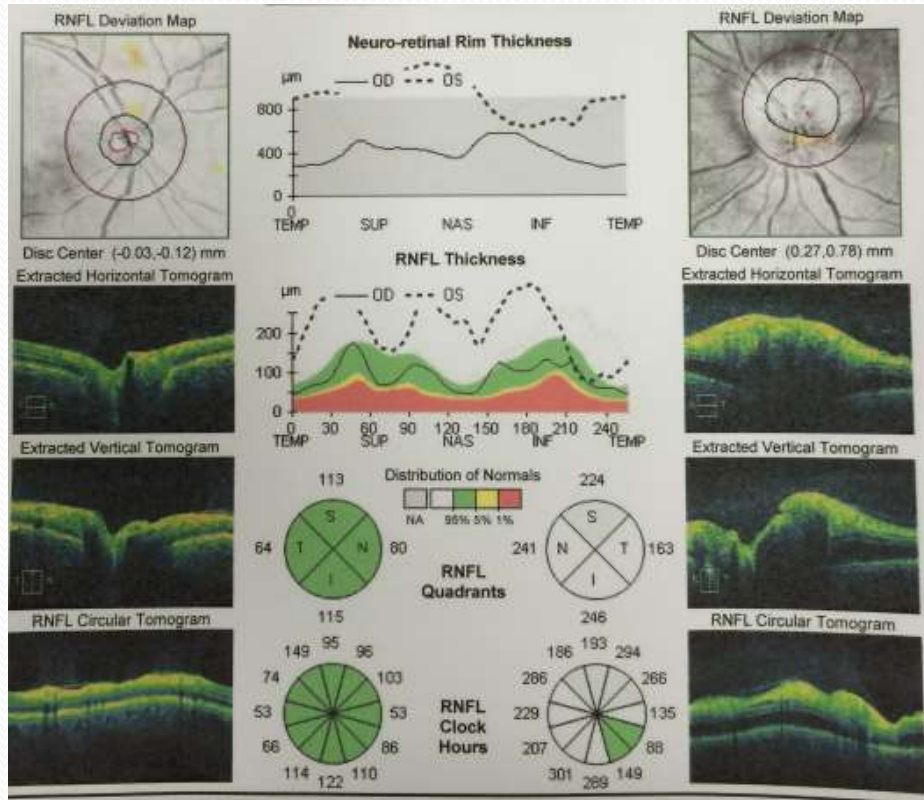 RNFL Deviation Map
Disc Center (-0.03,-0.12) mm
Extracted Horizontal Tomogram
Extracted Vertical Tomogram
RNFL Circular Tomogram
Neuro-retinal Rim Thickness
µm
OD OS
800
400
0
0
TEMP SUP NAS INF TEMP
RNFL Thickness
µm
OD OS
200
100
0
0 30 60 90 120 150 180 210 240
TEMP SUP NAS INF TEMP
Distribution of Normals
NA 95% 5% 1%
113
S
64 T N 80
I
115
RNFL
Quadrants
224
S
241 N T 163
I
246
95
149 96
74 103
53 53
66 86
114 110
122
RNFL
Clock
Hours
193
186 294
286 266
229 135
207 88
301 149
289
RNFL Deviation Map
Disc Center (0.27,0.78) mm
Extracted Horizontal Tomogram
Extracted Vertical Tomogram
RNFL Circular Tomogram